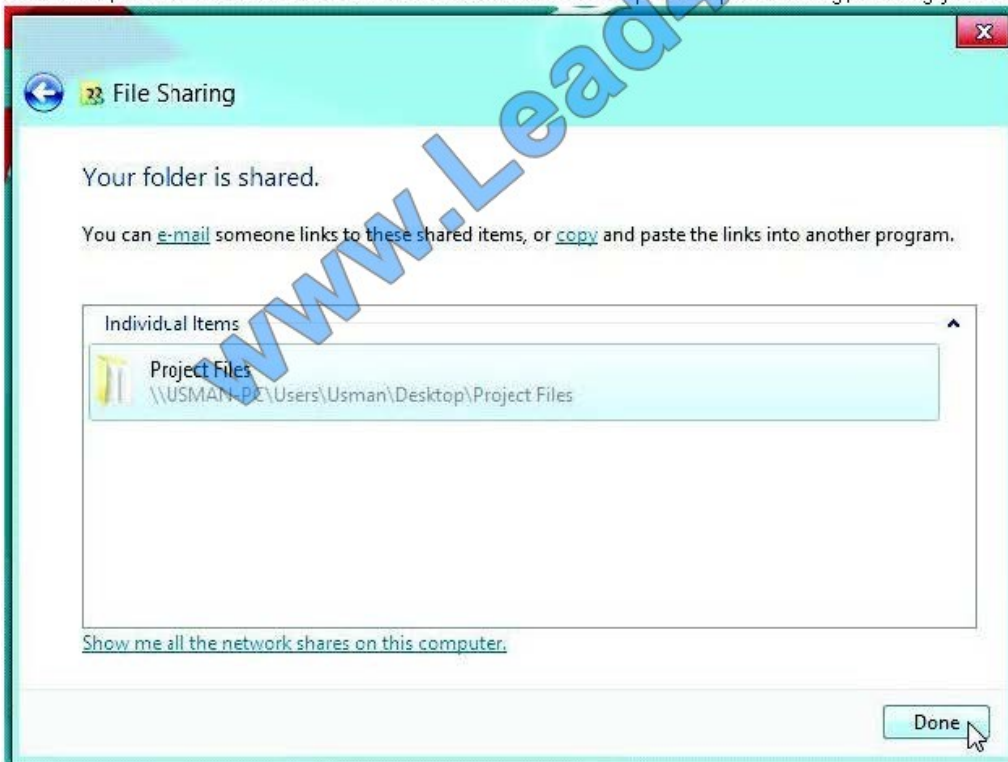 File Sharing
Your folder is shared.
You can e-mail someone links to these shared items, or copy and paste the links into another program.
Individual Items
Project Files
\\USMAN-PC\Users\Usman\Desktop\Project Files
Show me all the network shares on this computer.
Done
www.Lead4